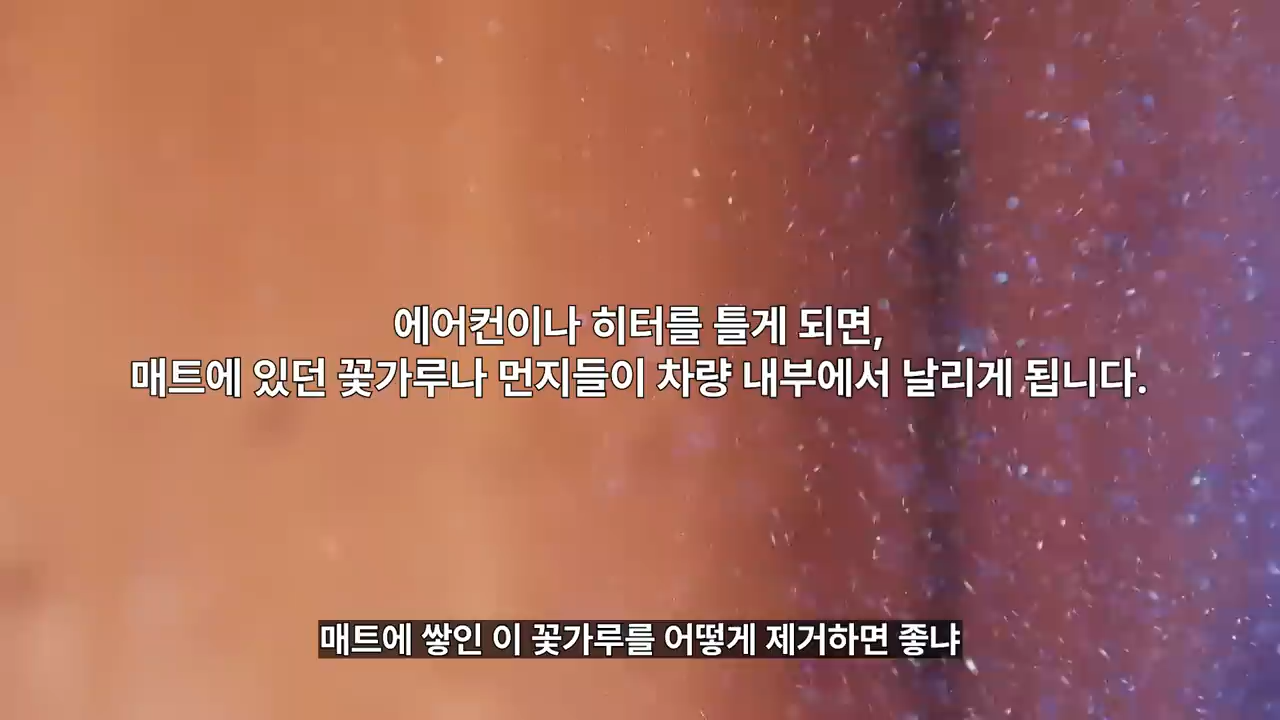 에어컨이나 히터를 틀게 되면,
매트에 있던 꽃가루나 먼지들이 차량 내부에서 날리게 됩니다.
매트에 쌓인 이 꽃가루를 어떻게 제거하면 좋냐